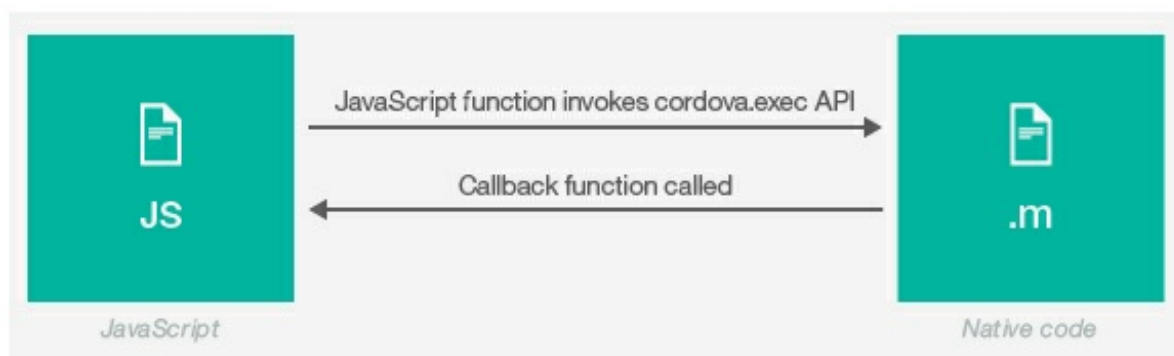 JavaScript function invokes cordova.exec API
Callback function called
JS
.m
JavaScript
Native code